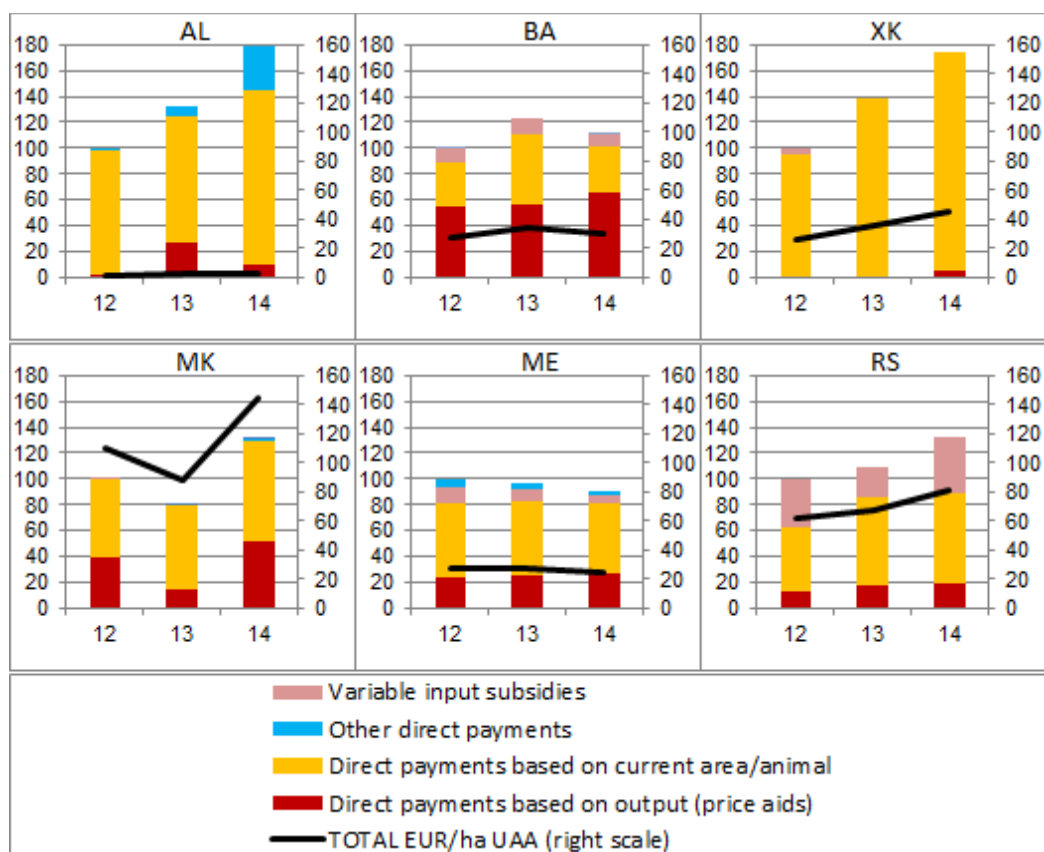 AL BA XK
180 160 180 160 180 160
160 140 160 140 160 140
140 120 140 120 140 120
120 100 120 100 120 100
100 80 100 80 100 80
80 60 80 60 80 60
60 40 60 40 60 40
40 20 40 20 40 20
20 0 20 0 20 0
0 0 0
12 13 14 12 13 14 12 13 14
MK ME RS
180 160 180 160 180 160
160 140 160 140 160 140
140 120 140 120 140 120
120 100 120 100 120 100
100 80 100 80 100 80
80 60 80 60 80 60
60 40 60 40 60 40
40 20 40 20 40 20
20 0 20 0 20 0
0 0 0
12 13 14 12 13 14 12 13 14
Variable input subsidies
Other direct payments
Direct payments based on current area/animal
Direct payments based on output (price aids)
TOTAL EUR/ha UAA (right scale)